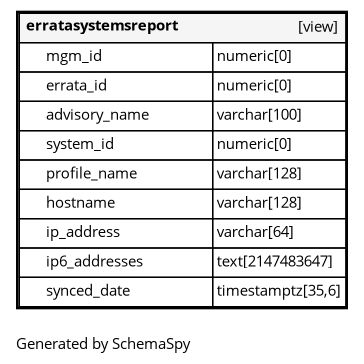 erratasystemsreport [view]
mgm_id numeric[0]
errata_id numeric[0]
advisory_name varchar[100]
system_id numeric[0]
profile_name varchar[128]
hostname varchar[128]
ip_address varchar[64]
ip6_addresses text[2147483647]
synced_date timestamptz[35,6]
Generated by SchemaSpy